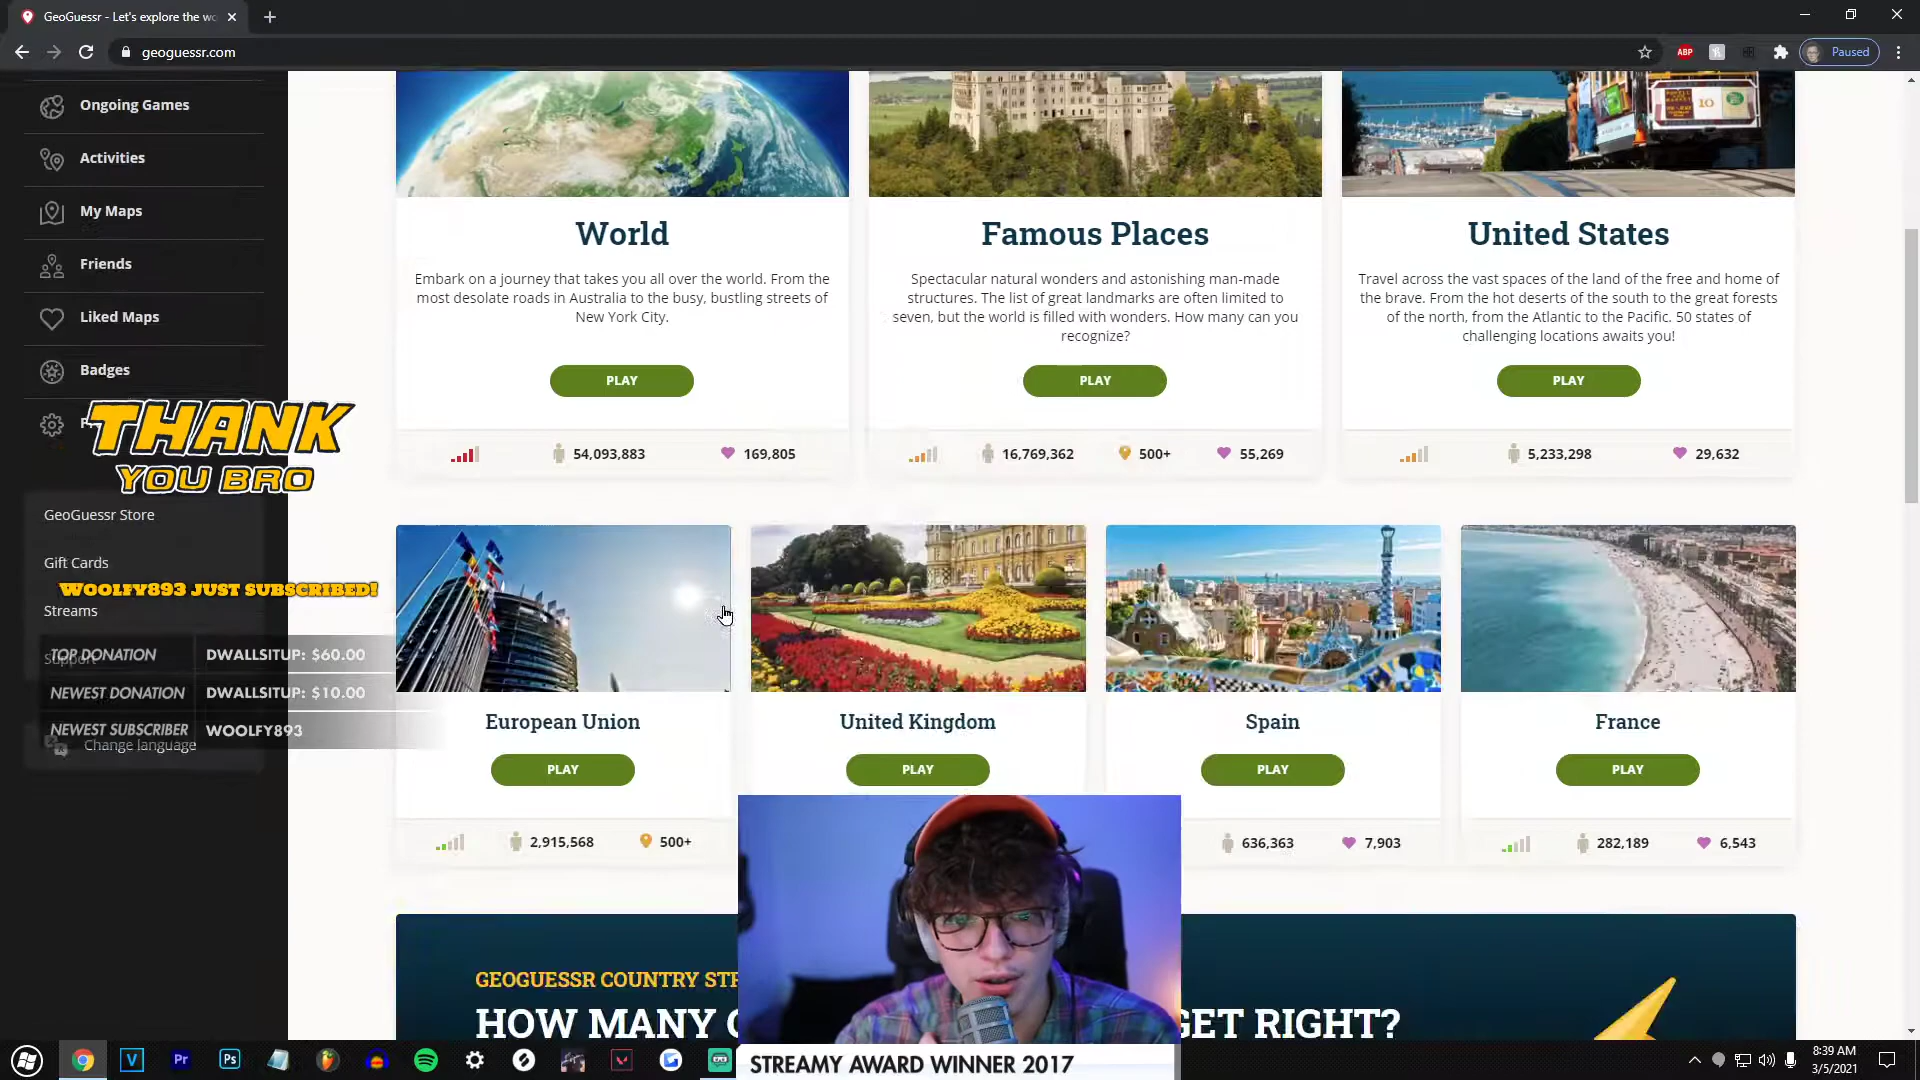 GeoGuessr - Let's explore the wo
geoguessr.com
ABP
Paused
Ongoing Games
Activities
My Maps
Friends
Liked Maps
Badges
THANK
YOU BRO
GeoGuessr Store
Gift Cards
WOOLFY893 JUST SUBSCRIBED!
Streams
Support
TOP DONATION DWALLSITUP: $60.00
NEWEST DONATION DWALLSITUP: $10.00
NEWEST SUBSCRIBER WOOLFY893
Change language
10
World
Embark on a journey that takes you all over the world. From the
most desolate roads in Australia to the busy, bustling streets of
New York City.
PLAY
54,093,883 169,805
Famous Places
Spectacular natural wonders and astonishing man-made
structures. The list of great landmarks are often limited to
seven, but the world is filled with wonders. How many can you
recognize?
PLAY
16,769,362 500+ 55,269
United States
Travel across the vast spaces of the land of the free and home of
the brave. From the hot deserts of the south to the great forests
of the north, from the Atlantic to the Pacific. 50 states of
challenging locations awaits you!
PLAY
5,233,298 29,632
European Union
PLAY
2,915,568 500+
United Kingdom
PLAY
Spain
PLAY
636,363 7,903
France
PLAY
282,189 6,543
GEOGUESSR COUNTRY STR
HOW MANY GET RIGHT?
STREAMY AWARD WINNER 2017
V
Pr
Ps
8:39 AM
3/5/2021